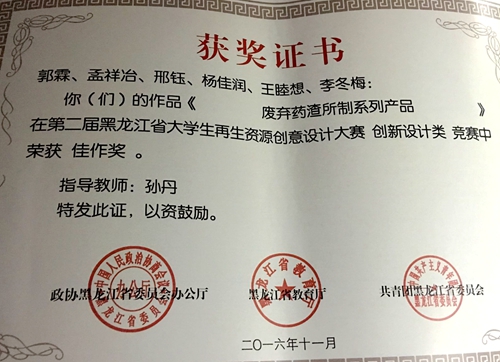 获奖证书
郭霖、孟祥冶、邢钰、杨佳润、王睦想、李冬梅:
你（们）的作品《 废弃药渣所制系列产品 》
在第二届黑龙江省大学生再生资源创意设计大赛 创新设计类 竞赛中
荣获 佳作奖 。
指导教师: 孙丹
特发此证，以资鼓励。
政协黑龙江省委员会办公厅 黑龙江省教育厅 共青团黑龙江省委员会
二〇一六年十一月